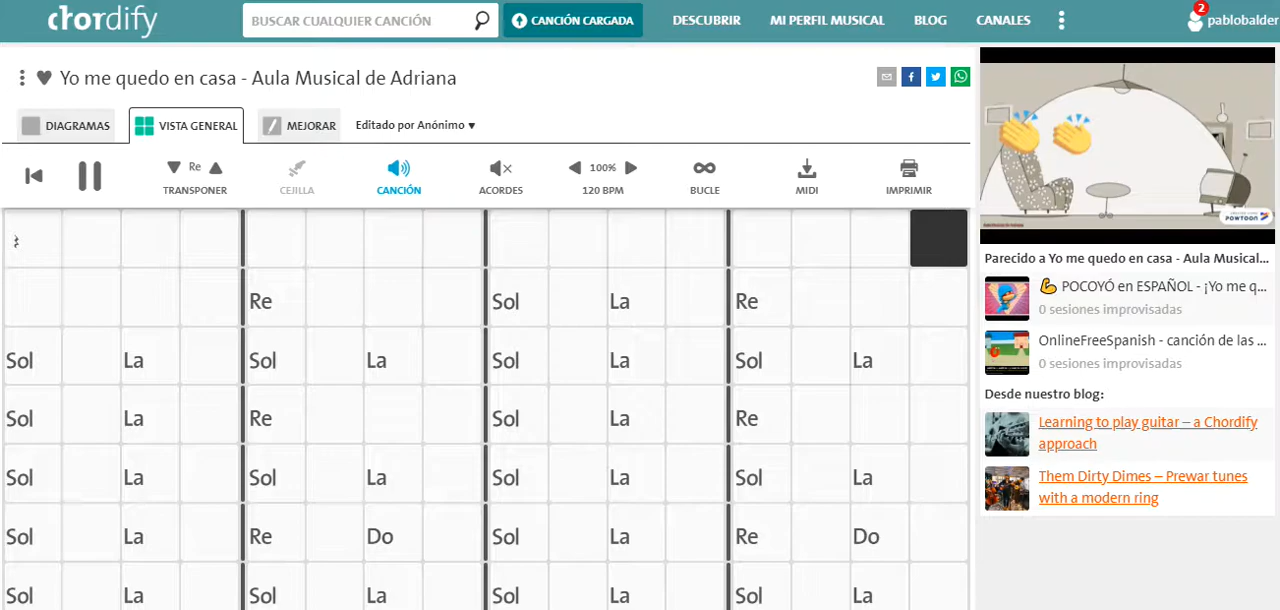 chordify
BUSCAR CUALQUIER CANCIÓN
CANCIÓN CARGADA
DESCUBRIR
MI PERFIL MUSICAL
BLOG
CANALES
2
pablobalder
Yo me quedo en casa - Aula Musical de Adriana
DIAGRAMAS
VISTA GENERAL
MEJORAR
Editado por Anónimo
Re
TRANSPONER
CEJILLA
CANCIÓN
ACORDES
100%
120 BPM
BUCLE
MIDI
IMPRIMIR
Re Sol La Re
Sol La Sol La Sol La Sol La
Sol La Re Sol La Re
Sol La Sol La Sol La Sol La
Sol La Re Do Sol La Re Do
Sol La Sol La Sol La Sol La
POWTOON
Parecido a Yo me quedo en casa - Aula Musical...
💪 POCOYÓ en ESPAÑOL - ¡Yo me q...
0 sesiones improvisadas
OnlineFreeSpanish - canción de las ...
0 sesiones improvisadas
Desde nuestro blog:
Learning to play guitar – a Chordify
approach
Them Dirty Dimes – Prewar tunes
with a modern ring